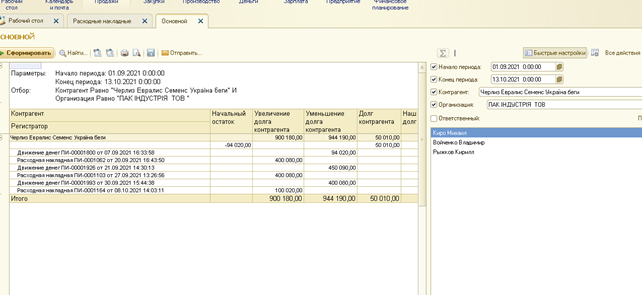 Рабочий стол
Календарь и почта
Продажи
Закупки
Производство
Деньги
Зарплата
Предприятие
Финансовое планирование
Рабочий стол
Расходные накладные
Основной
Сформировать
Найти...
Отправить...
Σ
Быстрые настройки
Все действия
Параметры:
Начало периода: 01.09.2021 0:00:00
Конец периода: 13.10.2021 0:00:00
Отбор:
Контрагент Равно "Черлиз Евралис Семенс Україна беги" И
Организация Равно "ПАК ІНДУСТРІЯ ТОВ "
Контрагент Начальный остаток Увеличение долга контрагента Уменьшение долга контрагента Долг контрагента Наш долг
Регистратор
Черлиз Евралис Семенс Україна беги 900 180,00 944 190,00 50 010,00
-94 020,00 50 010,00
Движение денег ПИ-00001800 от 07.09.2021 16:33:58 94 020,00
Расходная накладная ПИ-0001062 от 20.09.2021 16:43:50 400 080,00
Движение денег ПИ-00001926 от 21.09.2021 14:30:13 450 090,00
Расходная накладная ПИ-0001103 от 27.09.2021 13:26:56 400 080,00
Движение денег ПИ-00001993 от 30.09.2021 15:44:38 400 080,00
Расходная накладная ПИ-0001164 от 08.10.2021 14:03:11 100 020,00
Итого 900 180,00 944 190,00 50 010,00
Начало периода: 01.09.2021 0:00:00
Конец периода: 13.10.2021 0:00:00
Контрагент: Черлиз Евралис Семенс Україна беги
Организация: ПАК ІНДУСТРІЯ ТОВ
Ответственный:
Киро Михаил
Войченко Владимир
Рыжков Кирилл